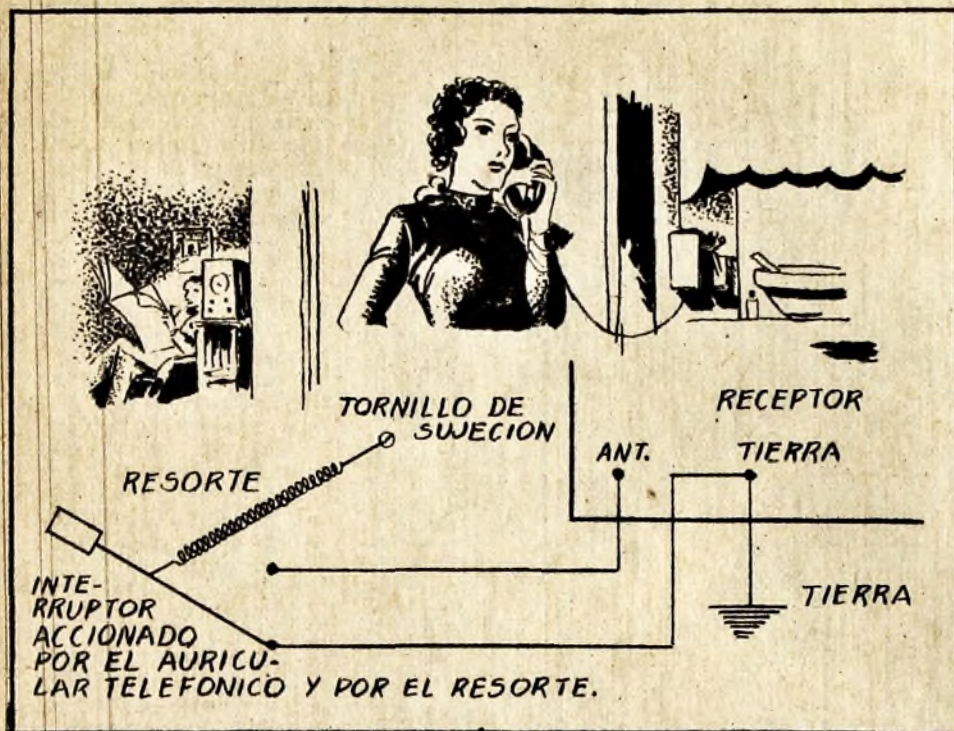 TORNILLO DE
SUJECION
RESORTE
RECEPTOR
ANT.
TIERRA
TIERRA
INTE-
RRUPTOR
ACCIONADO
POR EL AURICU-
LAR TELEFONICO Y POR EL RESORTE.